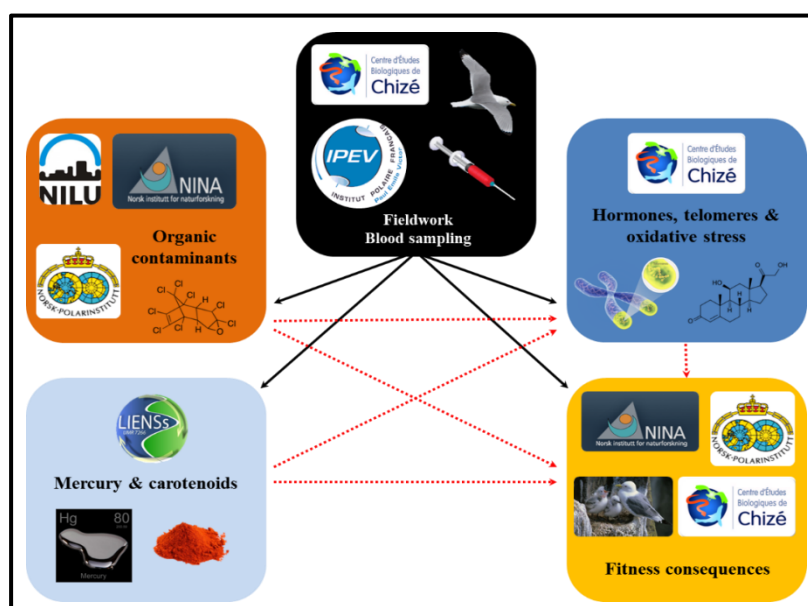 Centre d'Études
Biologiques de
Chizé
IPEV
INSTITUT POLAIRE FRANÇAIS
Paul Emile Victor
Fieldwork
Blood sampling
NILU
NINA
Norsk institutt for naturforskning
Organic
contaminants
NORSK-POLARINSTITUTT
Cl
Cl
Cl
Cl
Cl
Cl
H
H
O
Centre d'Études
Biologiques de
Chizé
Hormones, telomeres &
oxidative stress
O
OH
HO
H
H
H
O
LIENSs
Mercury & carotenoids
Hg 80
Mercury
NINA
Norsk institutt for naturforskning
NORSK-POLARINSTITUTT
Centre d'Études
Biologiques de
Chizé
Fitness consequences